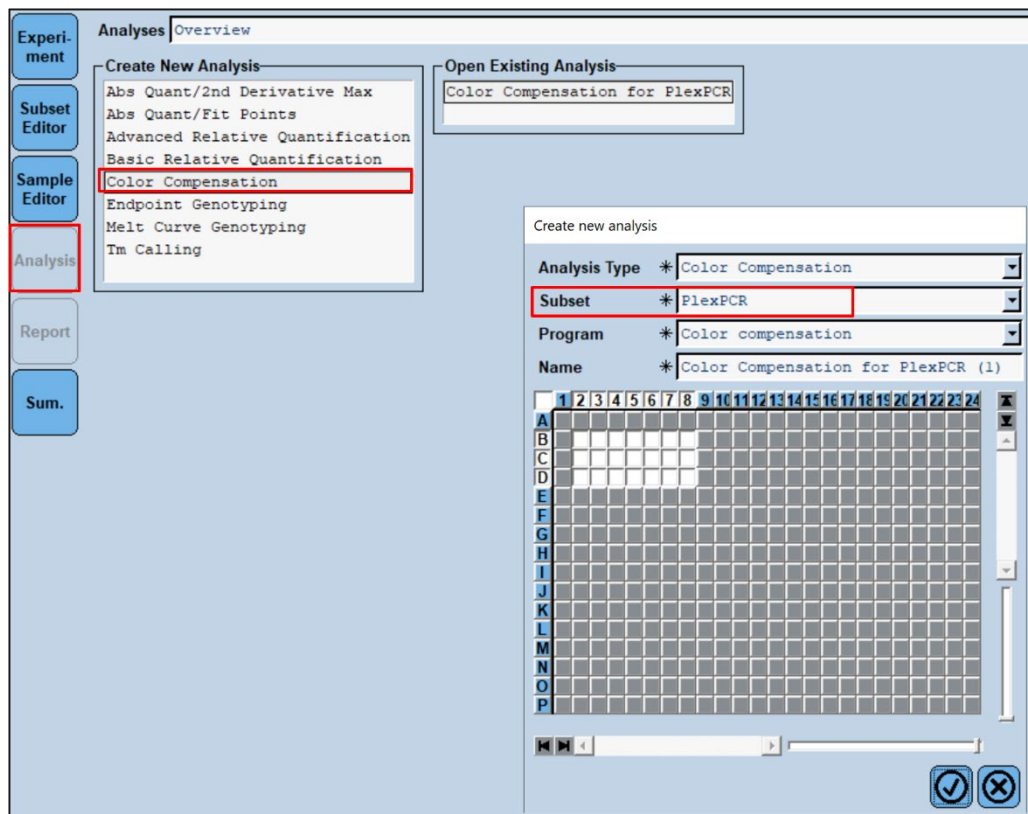 Experi-
ment
Subset
Editor
Sample
Editor
Analysis
Report
Sum.
Analyses Overview
Create New Analysis
Abs Quant/2nd Derivative Max
Abs Quant/Fit Points
Advanced Relative Quantification
Basic Relative Quantification
Color Compensation
Endpoint Genotyping
Melt Curve Genotyping
Tm Calling
Open Existing Analysis
Color Compensation for PlexPCR
Create new analysis
Analysis Type * Color Compensation
Subset * PlexPCR
Program * Color compensation
Name * Color Compensation for PlexPCR (1)
1 2 3 4 5 6 7 8 9 10 11 12 13 14 15 16 17 18 19 20 21 22 23 24
A
B
C
D
E
F
G
H
I
J
K
L
M
N
O
P